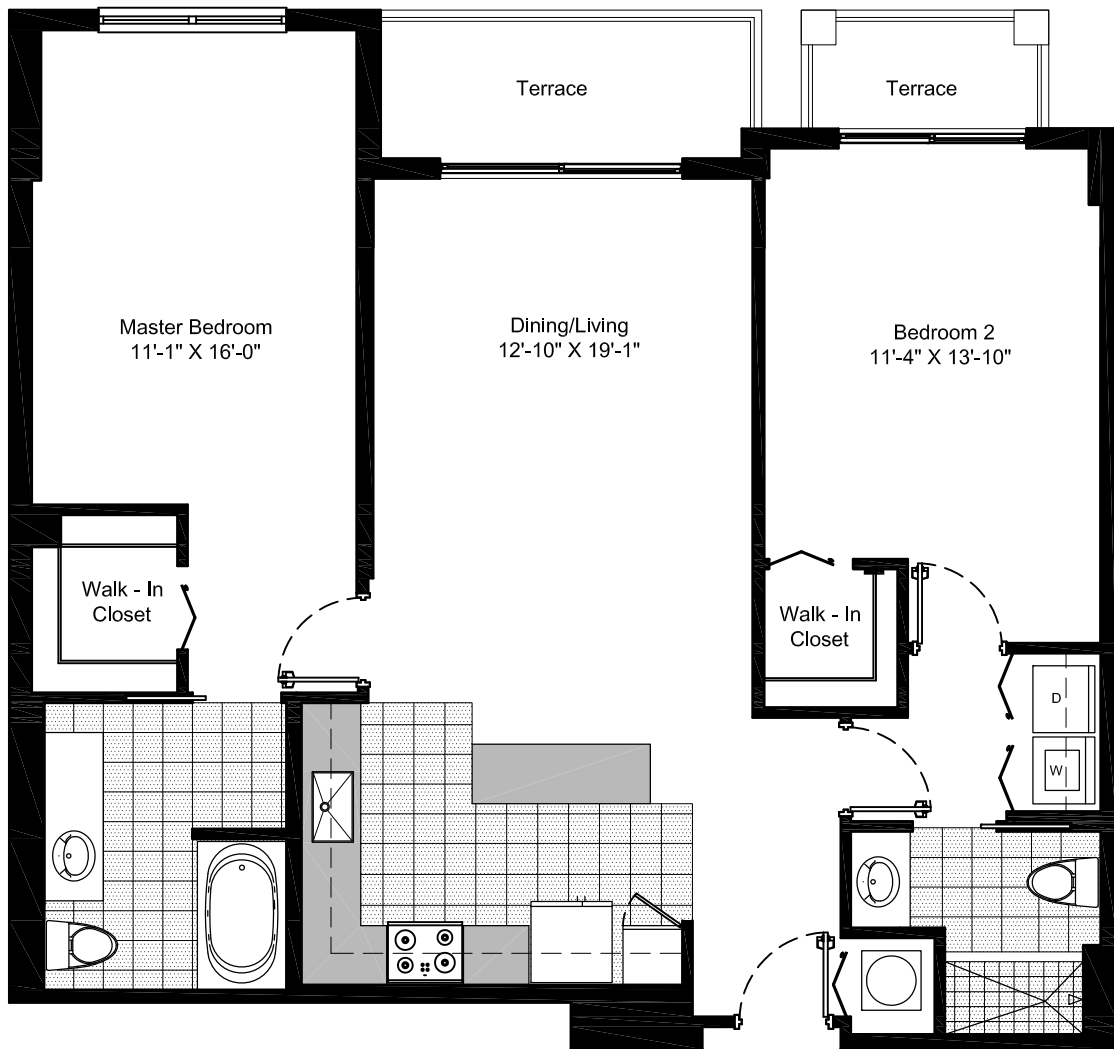 Terrace
Terrace
Master Bedroom
11'-1" X 16'-0"
Dining/Living
12'-10" X 19'-1"
Bedroom 2
11'-4" X 13'-10"
Walk - In
Closet
Walk - In
Closet
D
W